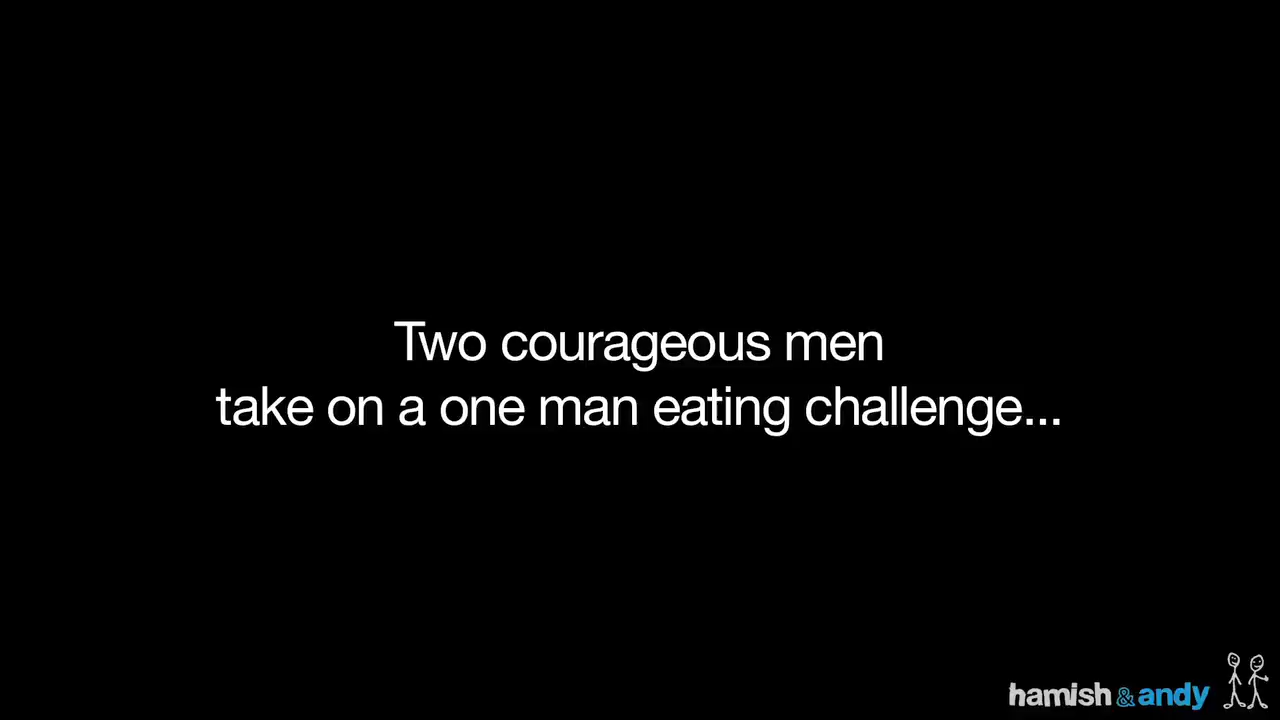 Two courageous men
take on a one man eating challenge...
hamish & andy